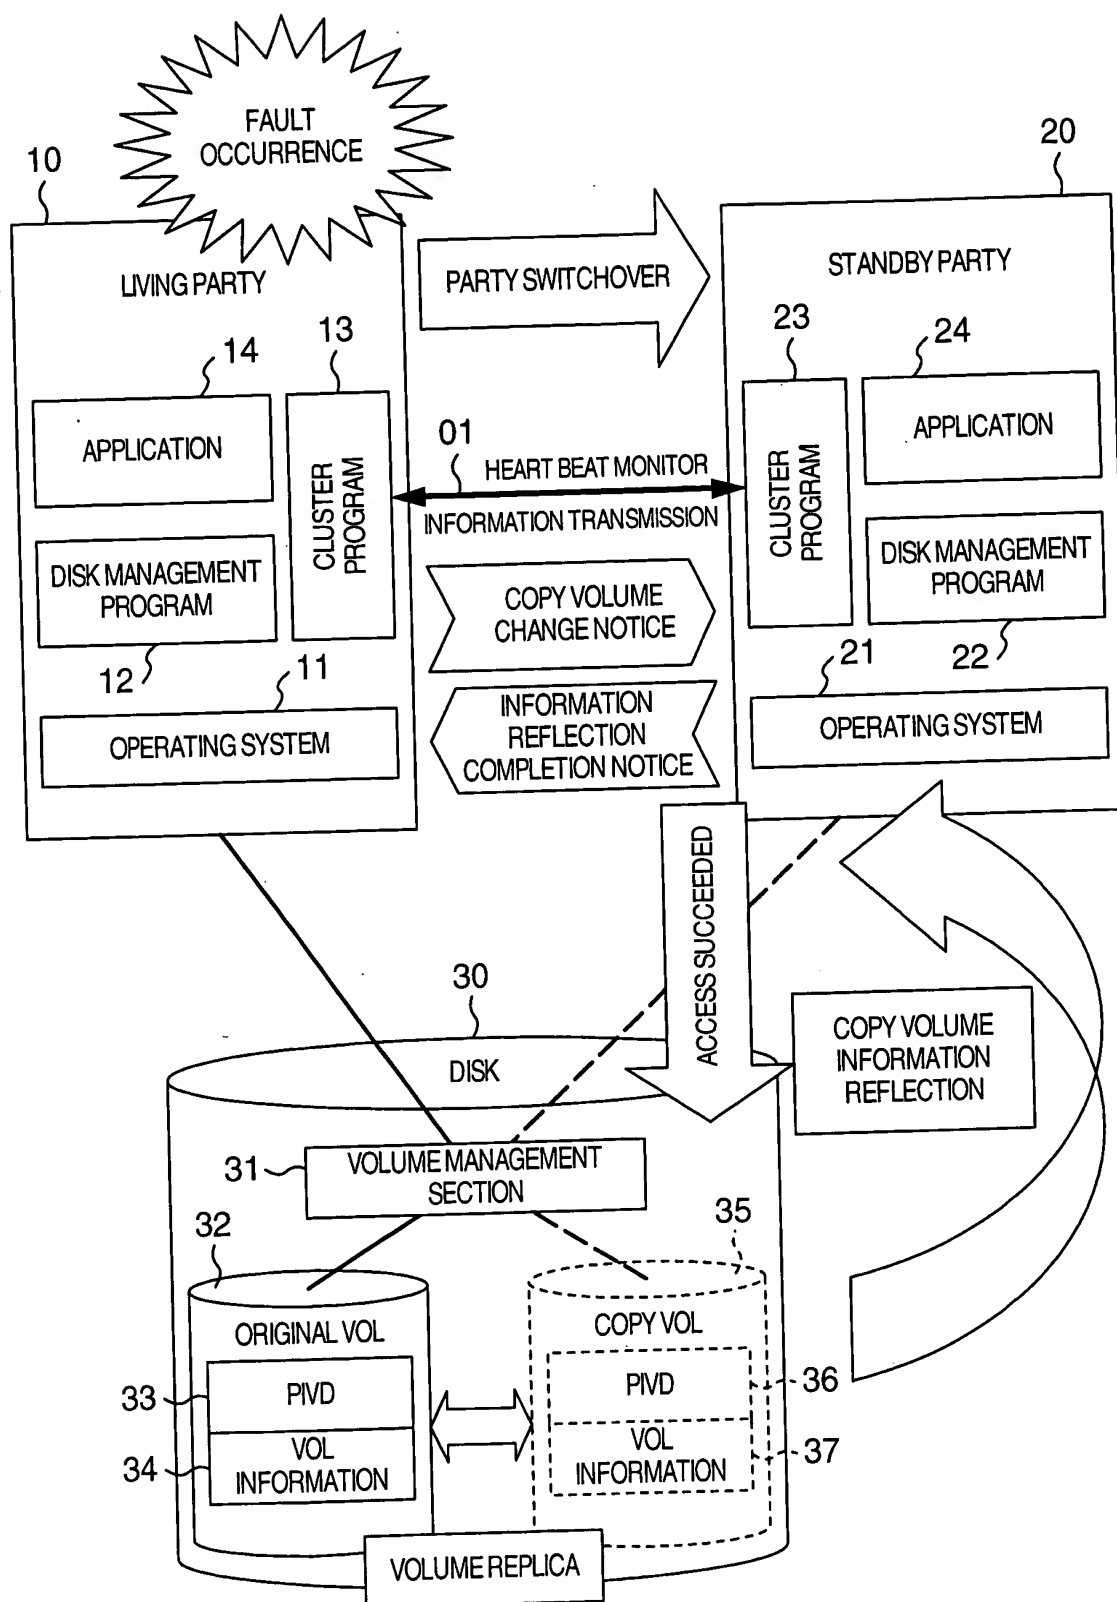 FAULT
OCCURRENCE
10
20
LIVING PARTY
PARTY SWITCHOVER
STANDBY PARTY
14
13
23
24
APPLICATION
CLUSTER
PROGRAM
01
HEART BEAT MONITOR
INFORMATION TRANSMISSION
CLUSTER
PROGRAM
APPLICATION
DISK MANAGEMENT
PROGRAM
COPY VOLUME
CHANGE NOTICE
DISK MANAGEMENT
PROGRAM
12
11
21
22
OPERATING SYSTEM
INFORMATION
REFLECTION
COMPLETION NOTICE
OPERATING SYSTEM
ACCESS SUCCEEDED
30
DISK
COPY VOLUME
INFORMATION
REFLECTION
31
VOLUME MANAGEMENT
SECTION
32
35
ORIGINAL VOL
COPY VOL
33
PIVD
PIVD
36
34
VOL
INFORMATION
VOL
INFORMATION
37
VOLUME REPLICA